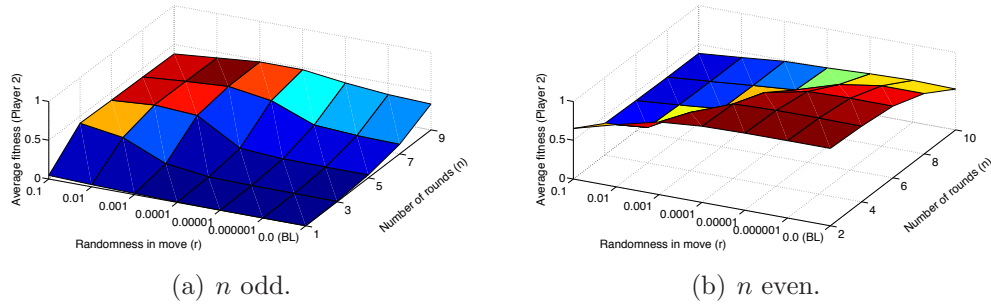 Average fitness (Player 2)
1
0.5
0
0.1
0.01
0.001
0.0001
0.00001
0.000001
0.0 (BL)
Randomness in move (r)
1
3
5
7
9
Number of rounds (n)
(a) n odd.
Average fitness (Player 2)
1
0.5
0
0.1
0.01
0.001
0.0001
0.00001
0.000001
0.0 (BL)
Randomness in move (r)
2
4
6
8
10
Number of rounds (n)
(b) n even.